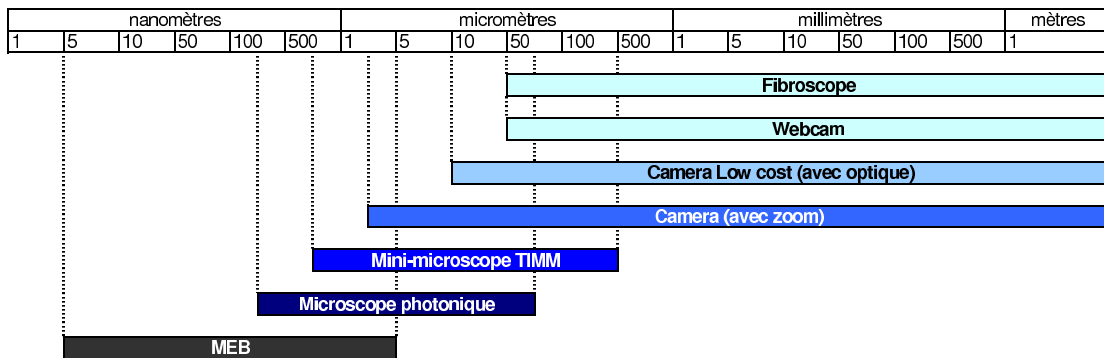 nanomètres micromètres millimètres mètres
1 5 10 50 100 500 1 5 10 50 100 500 1 5 10 50 100 500 1
Fibroscope
Webcam
Camera Low cost (avec optique)
Camera (avec zoom)
Mini-microscope TIMM
Microscope photonique
MEB